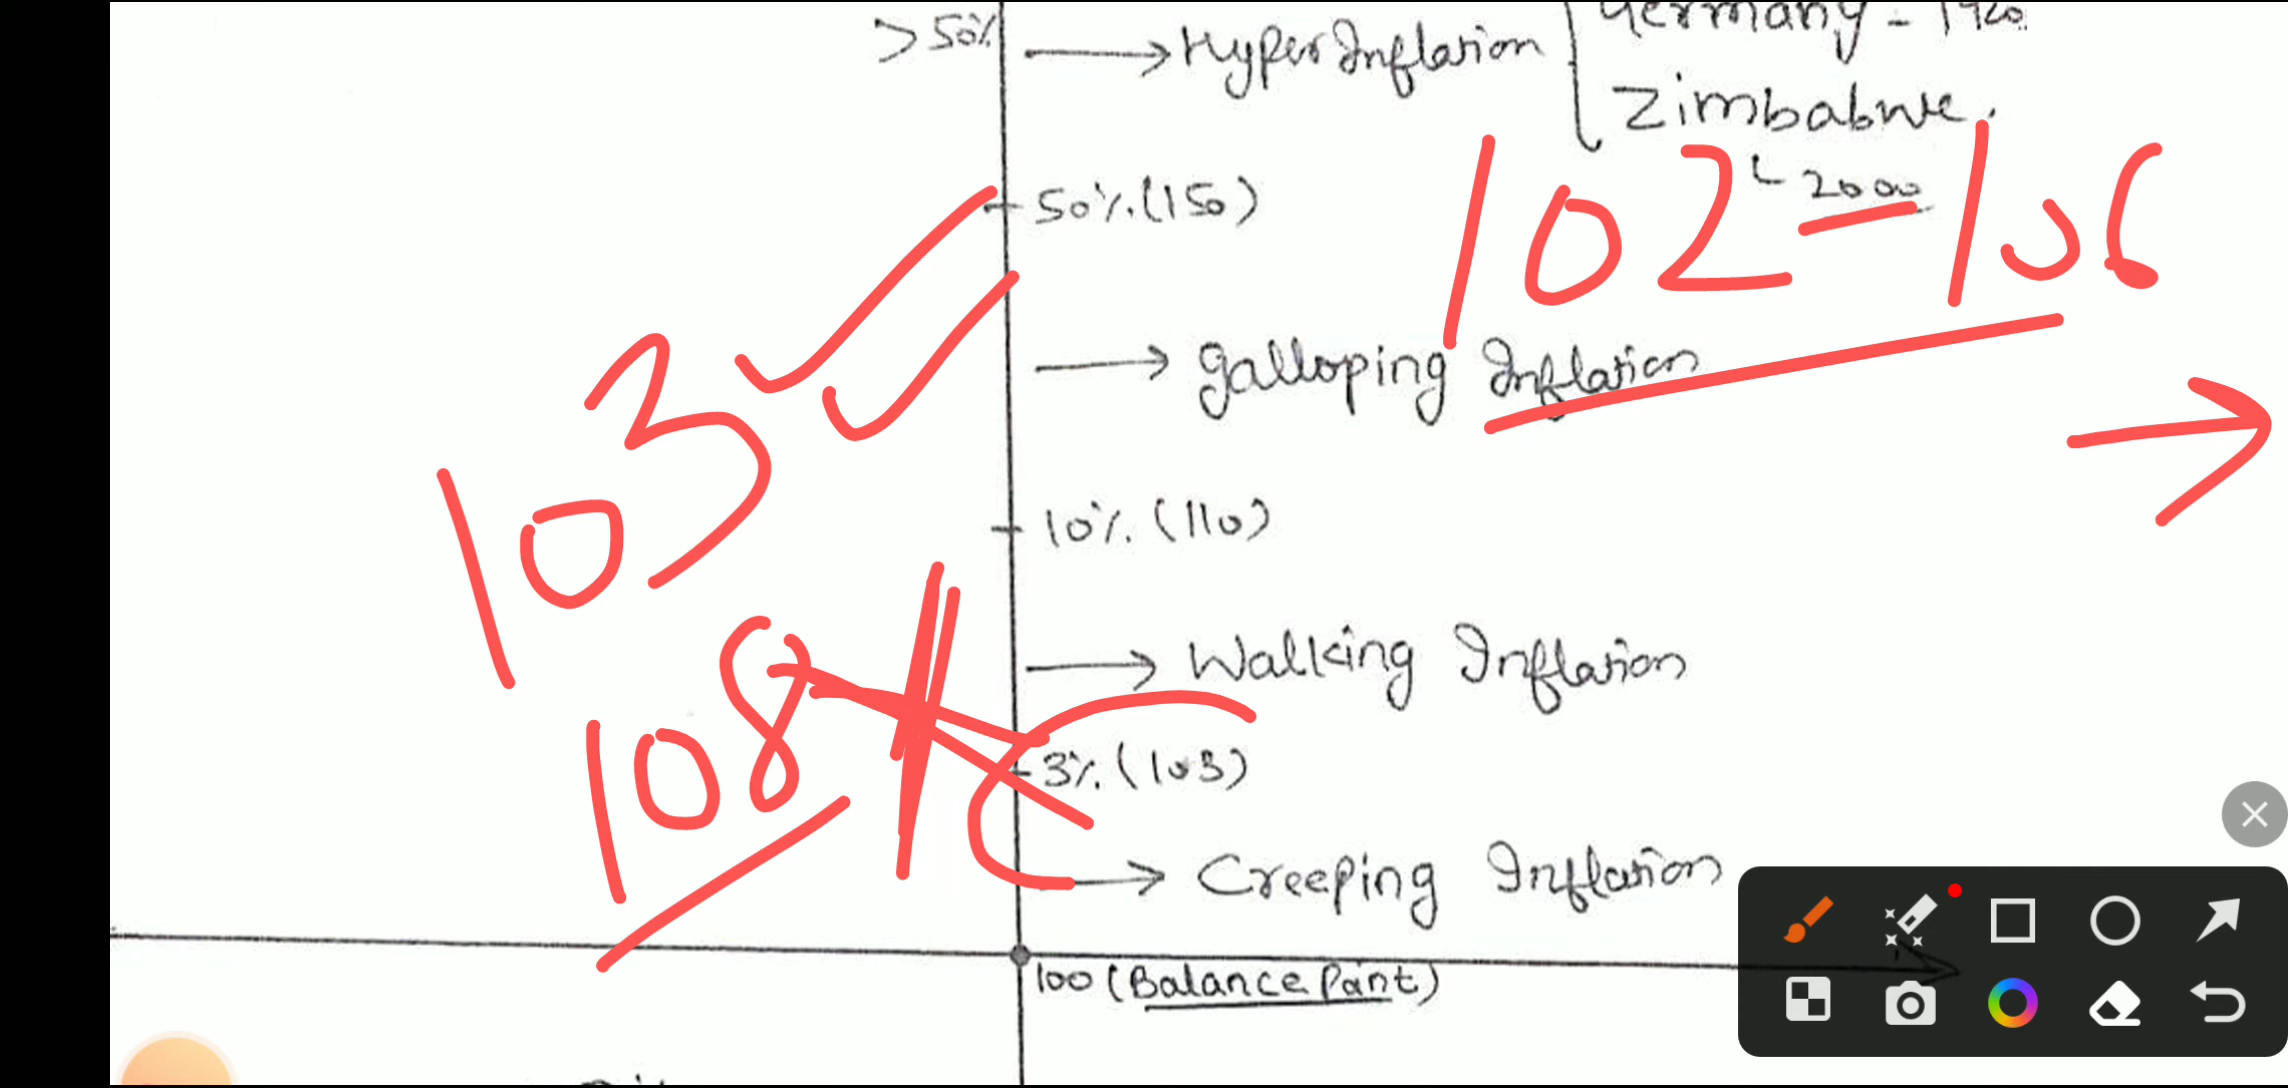 >50% → Hyper Inflation
Germany - 1920
Zimbabwe.
2000
50% (150)
102-106
→ galloping Inflation
103
10% (110)
→ Walking Inflation
108
3% (103)
→ Creeping Inflation
100 (Balance Point)